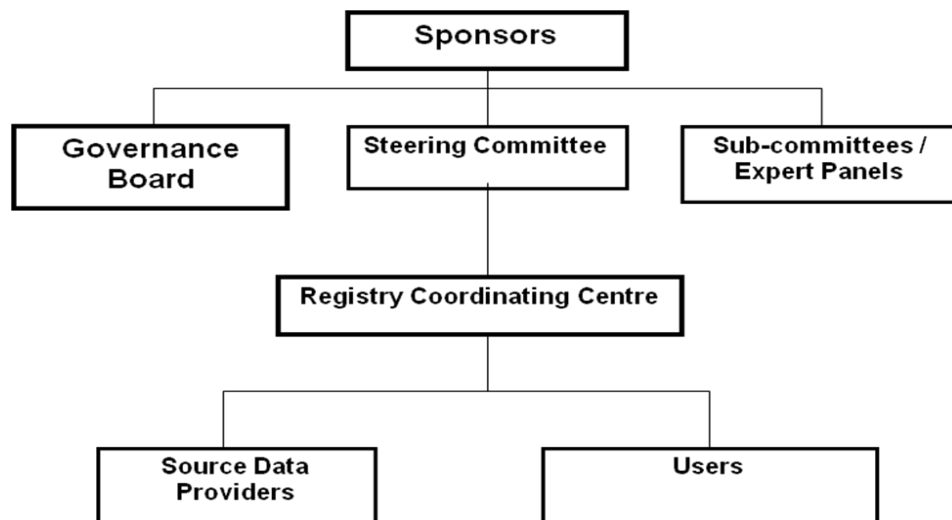 Sponsors
Governance
Board
Steering Committee
Sub-committees /
Expert Panels
Registry Coordinating Centre
Source Data
Providers
Users